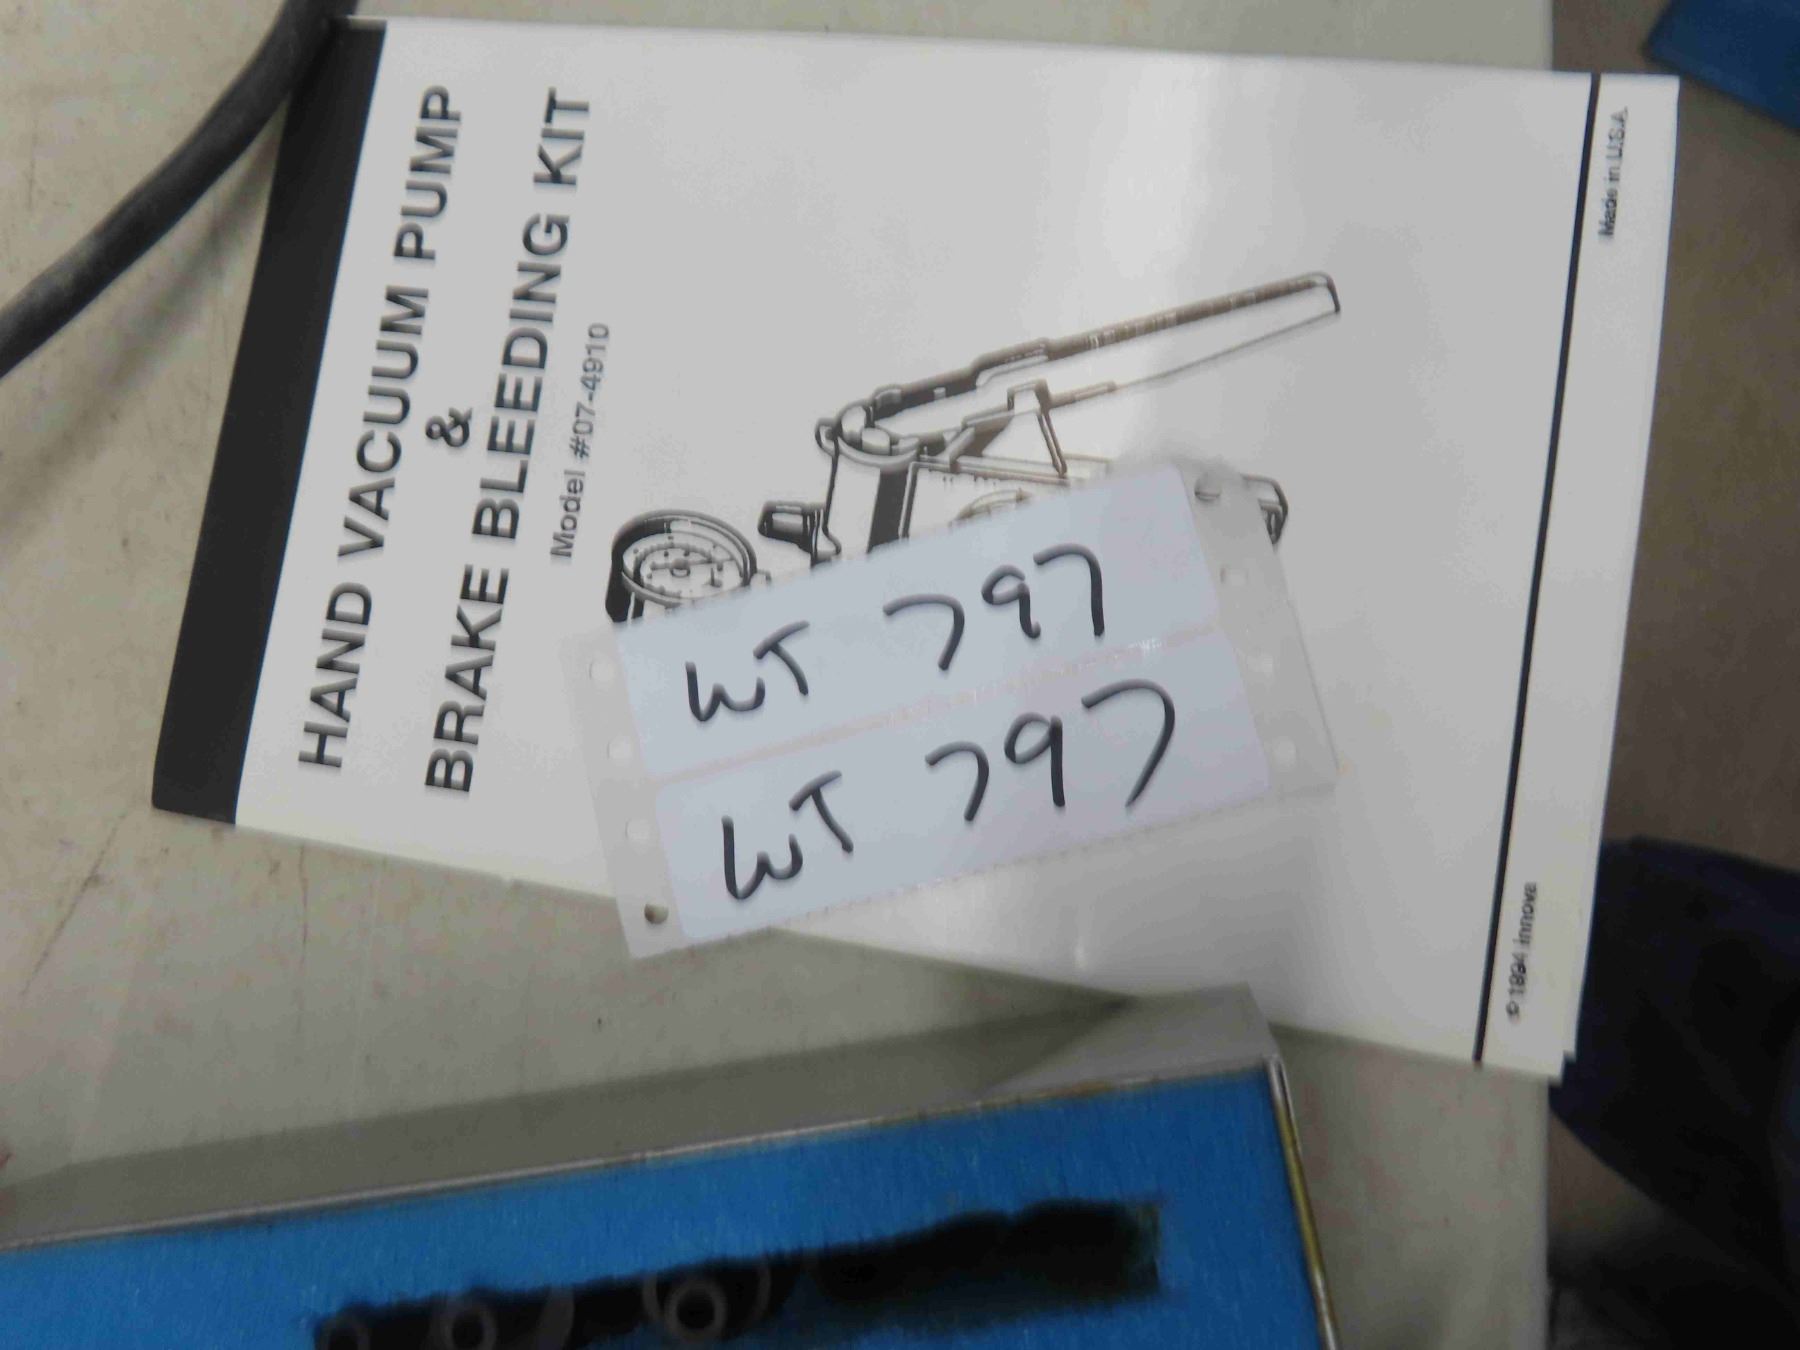 HAND VACUUM PUMP
&
BRAKE BLEEDING KIT
Model #07-4910
WT 797
WT 797
© 1994 Innova
Made in U.S.A.